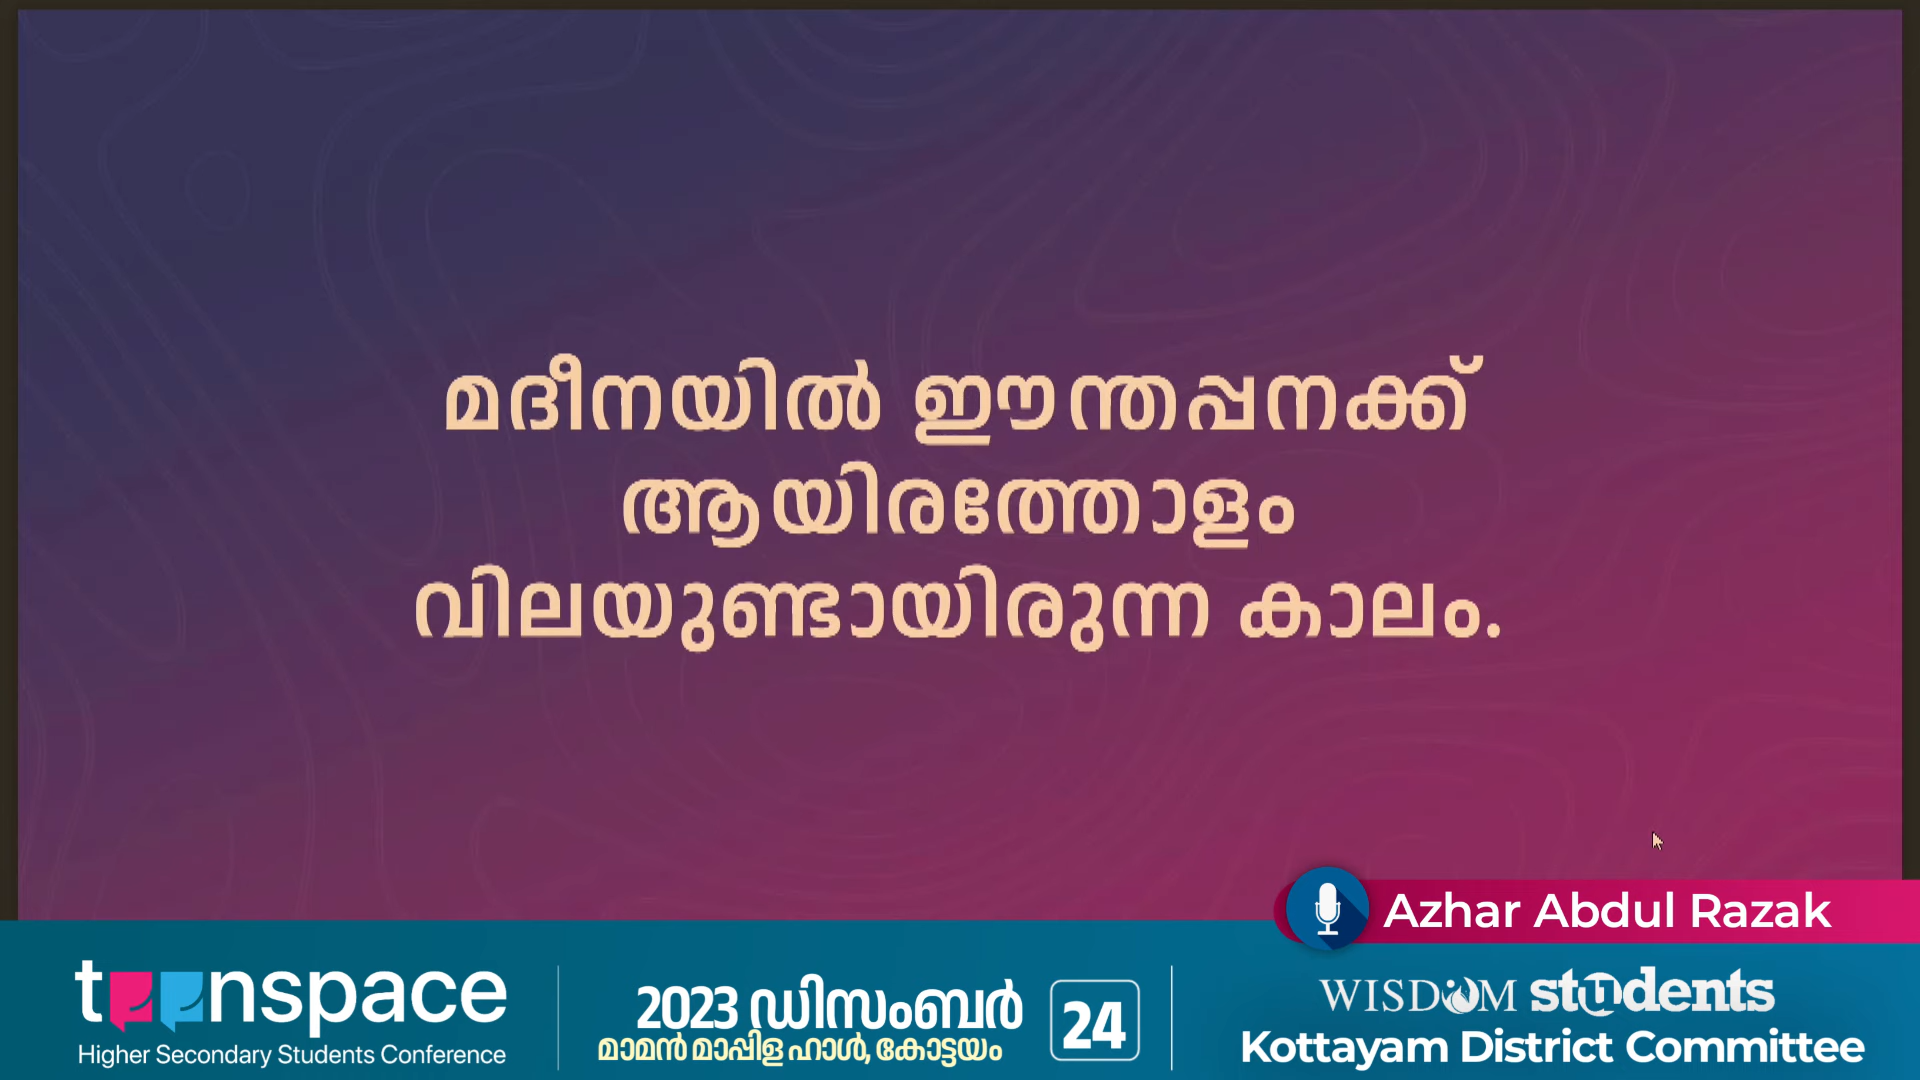 മദീനയിൽ ഈന്തപ്പനക്ക്
ആയിരത്തോളം
വിലയുണ്ടായിരുന്ന കാലം.
Azhar Abdul Razak
teenspace
Higher Secondary Students Conference
2023 ഡിസംബർ 24
മാമൻ മാപ്പിള ഹാൾ, കോട്ടയം
WISDOM students
Kottayam District Committee